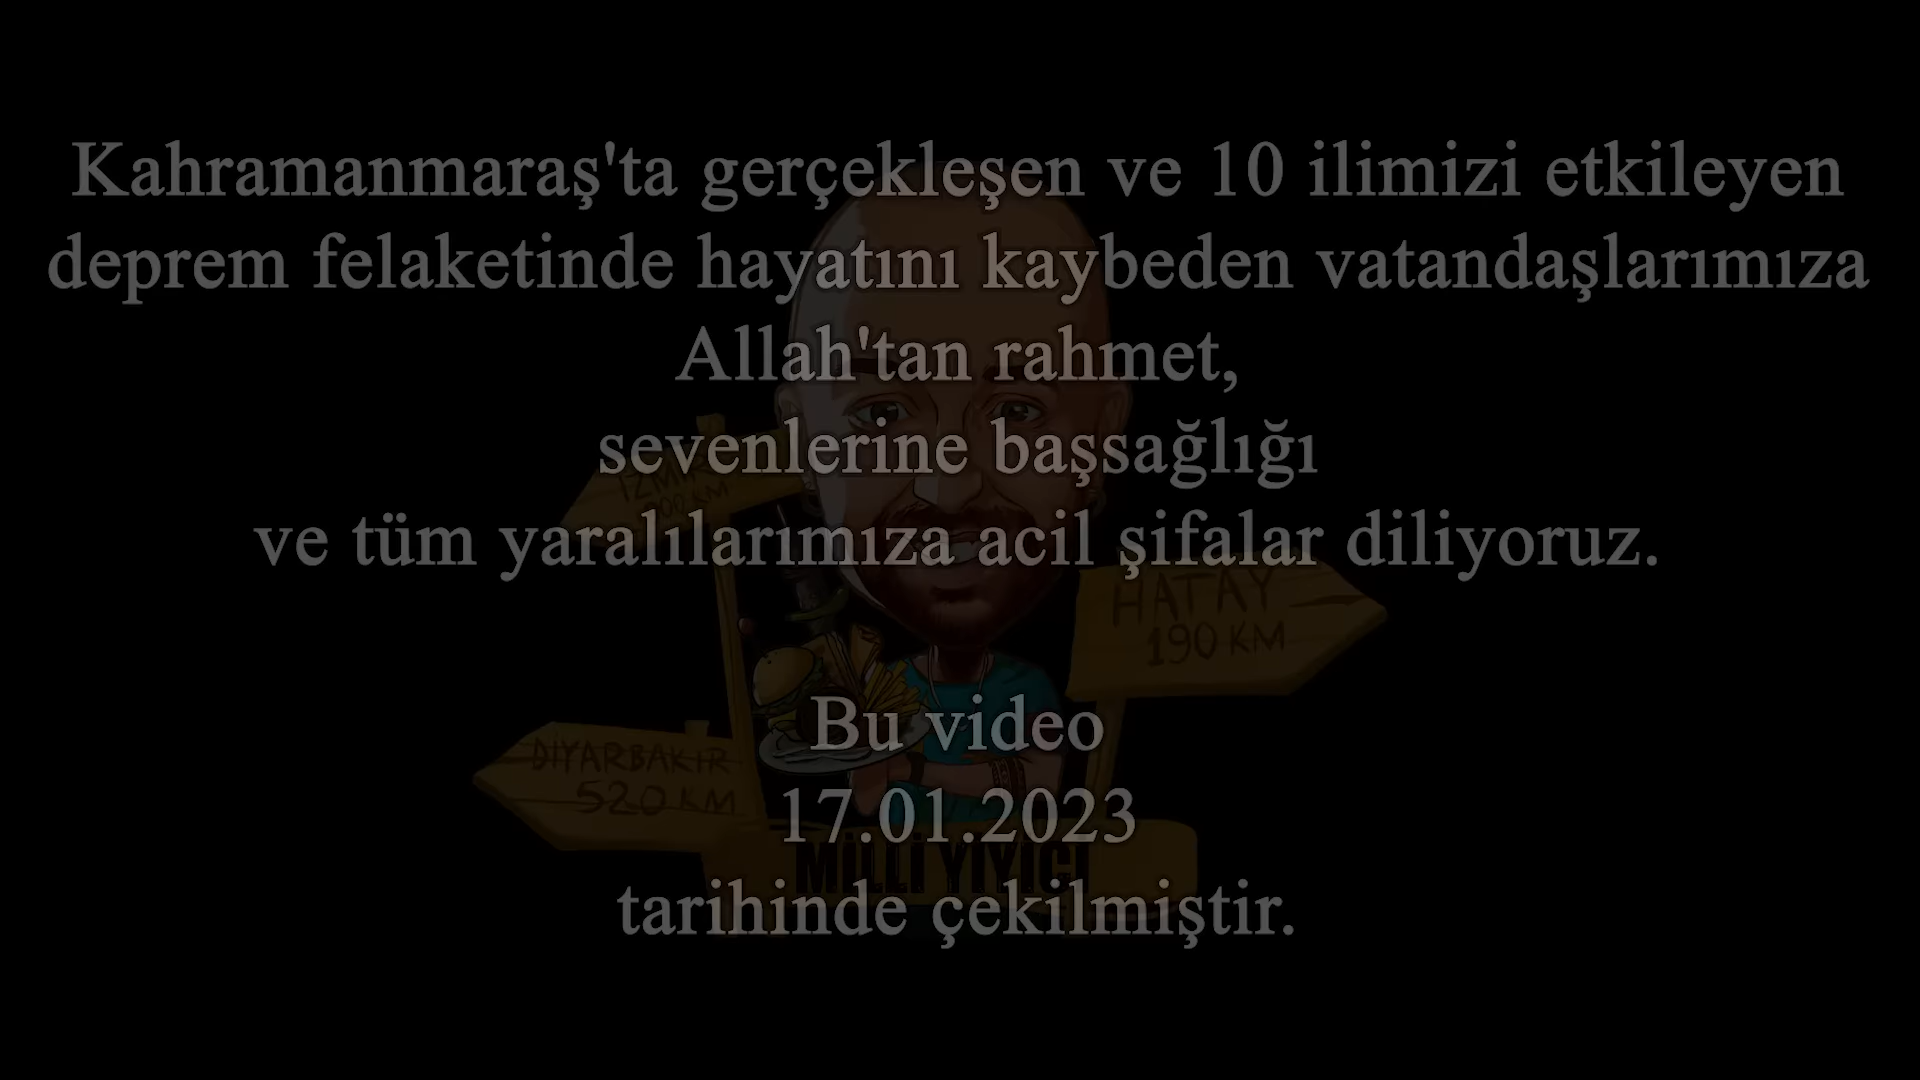 Kahramanmaraş'ta gerçekleşen ve 10 ilimizi etkileyen
deprem felaketinde hayatını kaybeden vatandaşlarımıza
Allah'tan rahmet,
sevenlerine başsağlığı
ve tüm yaralılarımıza acil şifalar diliyoruz.
HATAY
190 KM
Bu video
DİYARBAKIR
520 KM
17.01.2023
MİLLİ YİYİCİ
tarihinde çekilmiştir.